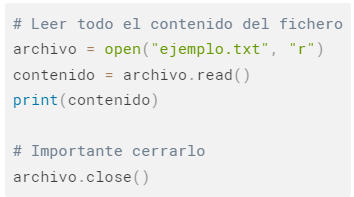 # Leer todo el contenido del fichero
archivo = open("ejemplo.txt", "r")
contenido = archivo.read()
print(contenido)

# Importante cerrarlo
archivo.close()